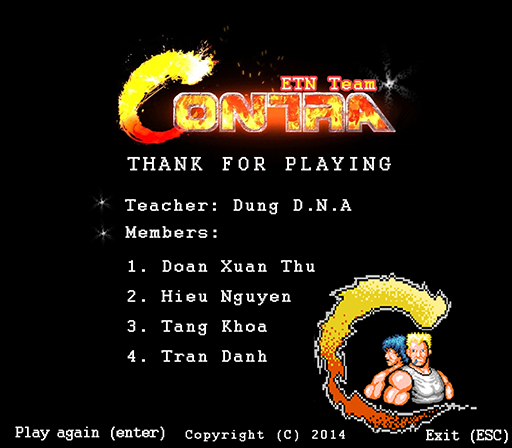 ETN Team
CONTRA
THANK FOR PLAYING
Teacher: Dung D.N.A
Members:
1. Doan Xuan Thu
2. Hieu Nguyen
3. Tang Khoa
4. Tran Danh
Play again (enter)
Copyright (C) 2014
Exit (ESC)